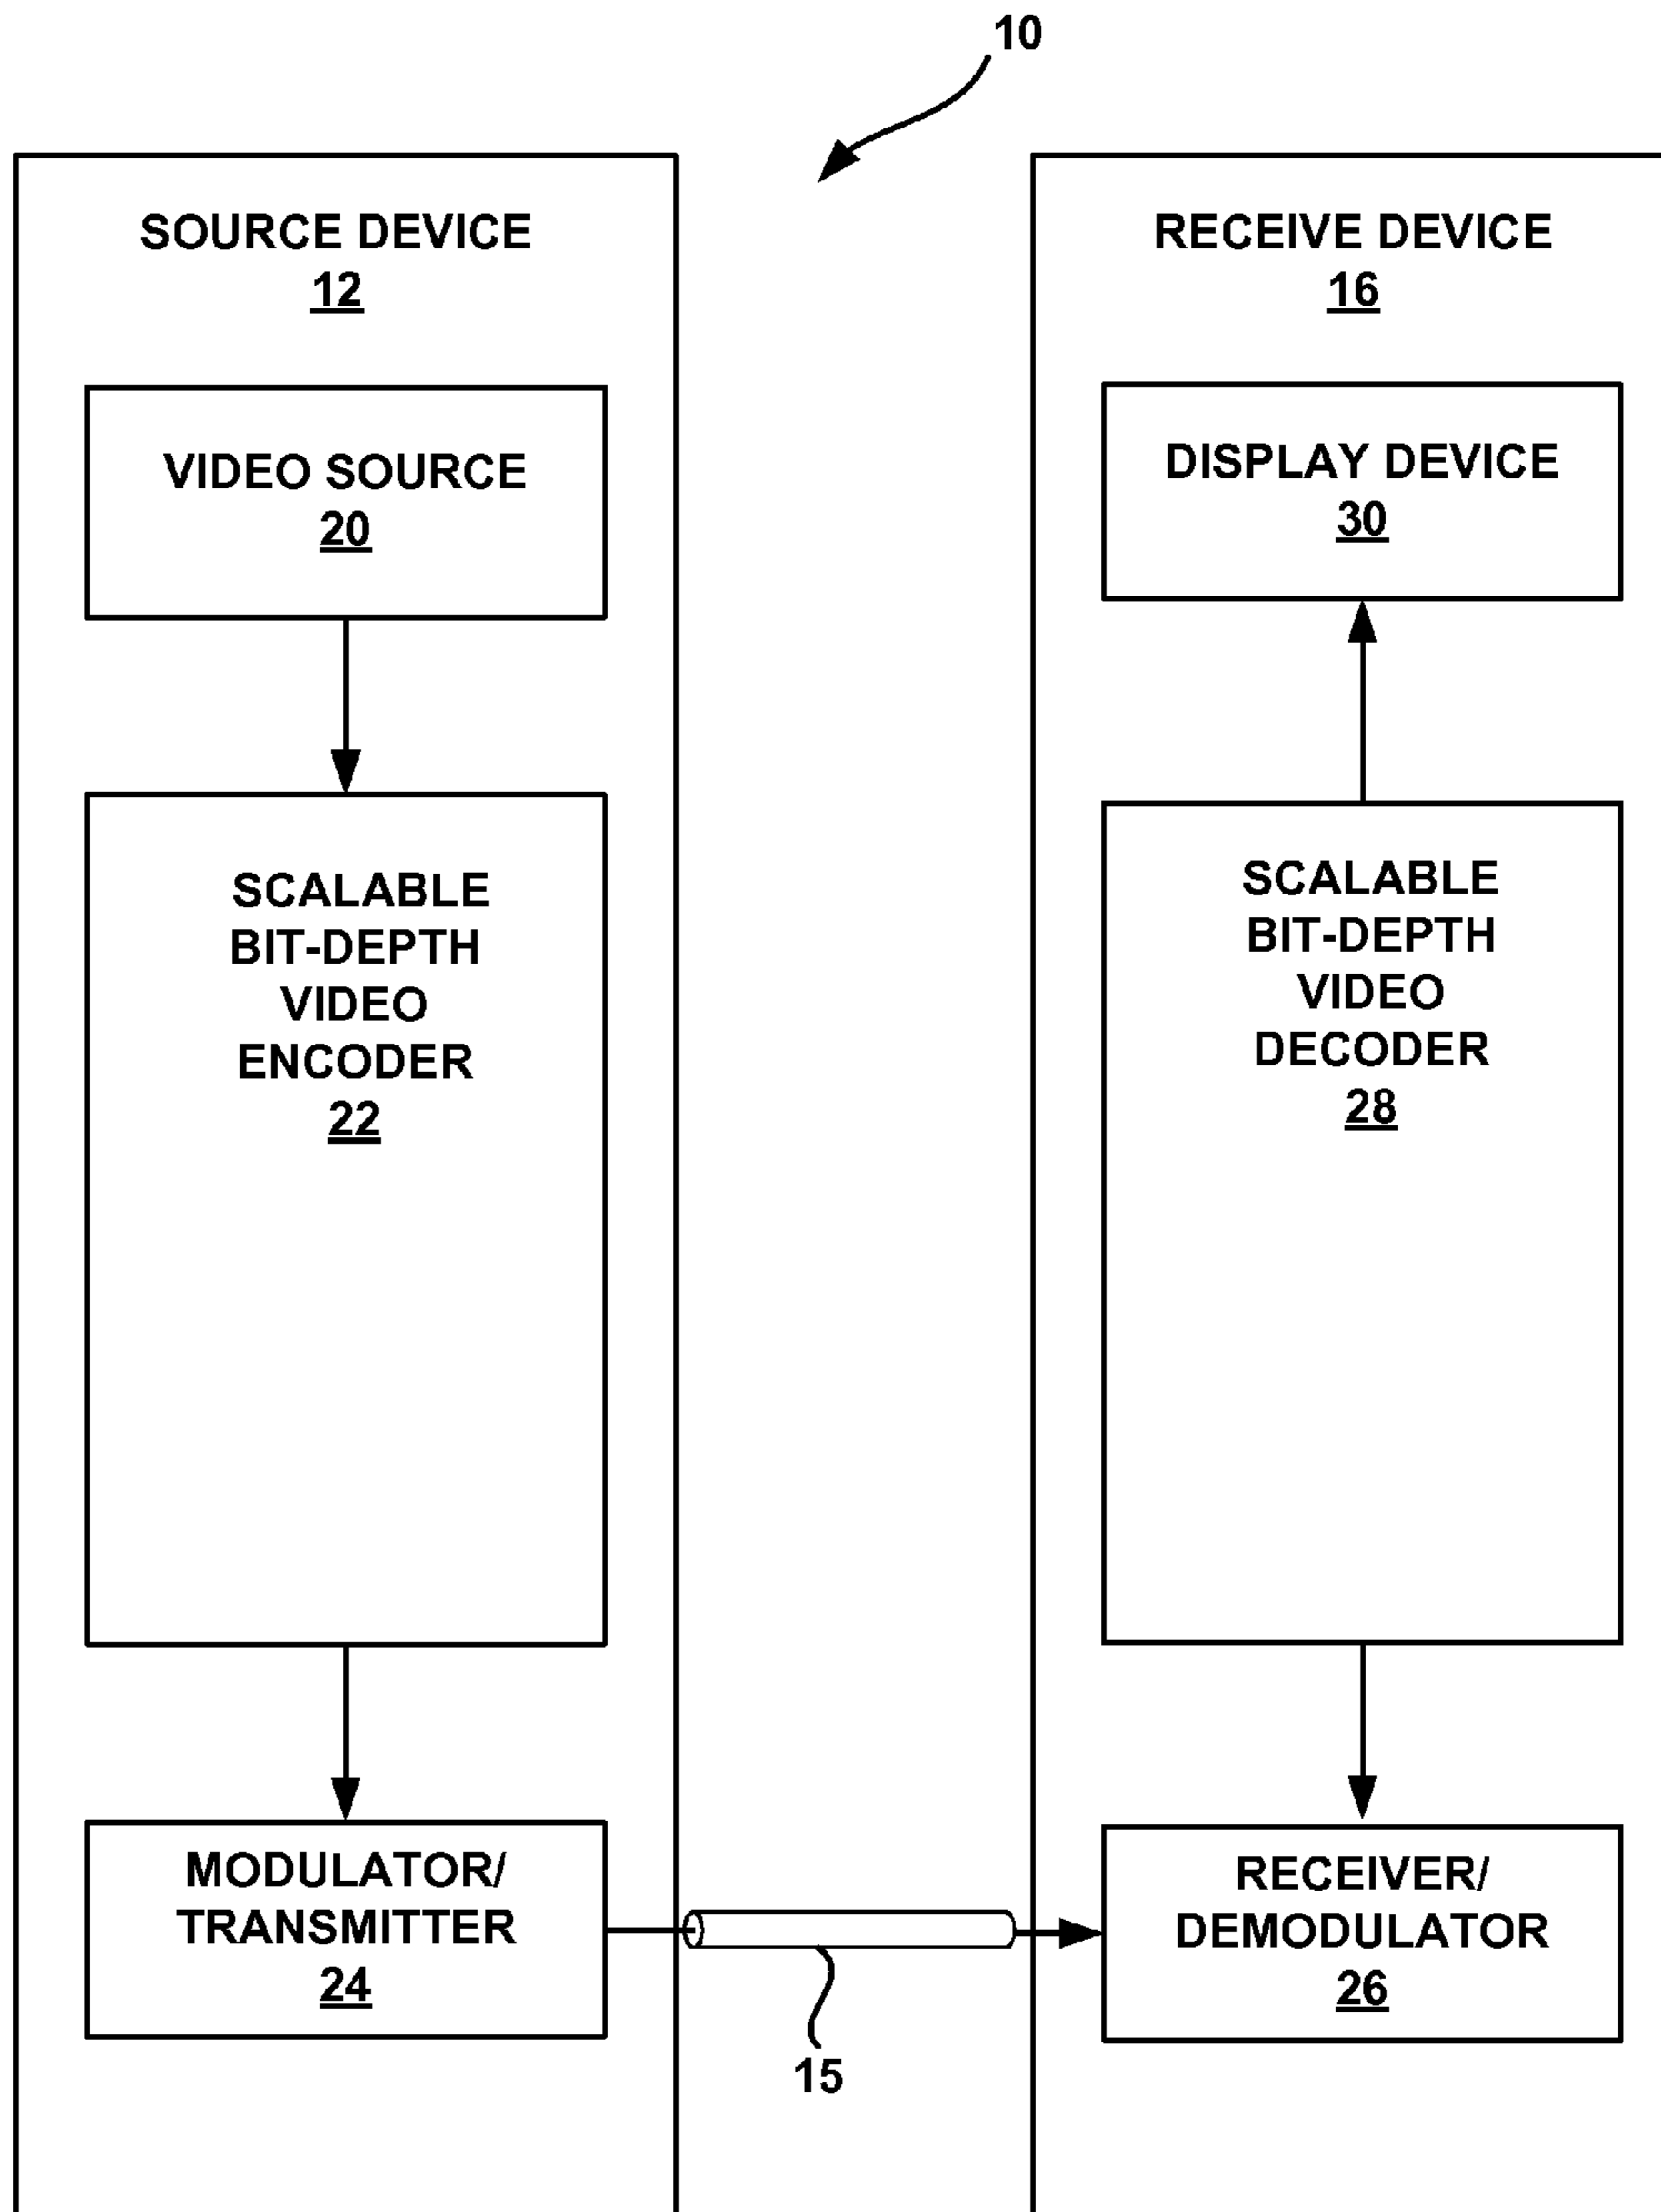 10
SOURCE DEVICE
12
VIDEO SOURCE
20
SCALABLE
BIT-DEPTH
VIDEO
ENCODER
22
MODULATOR/
TRANSMITTER
24
15
RECEIVE DEVICE
16
DISPLAY DEVICE
30
SCALABLE
BIT-DEPTH
VIDEO
DECODER
28
RECEIVER/
DEMODULATOR
26